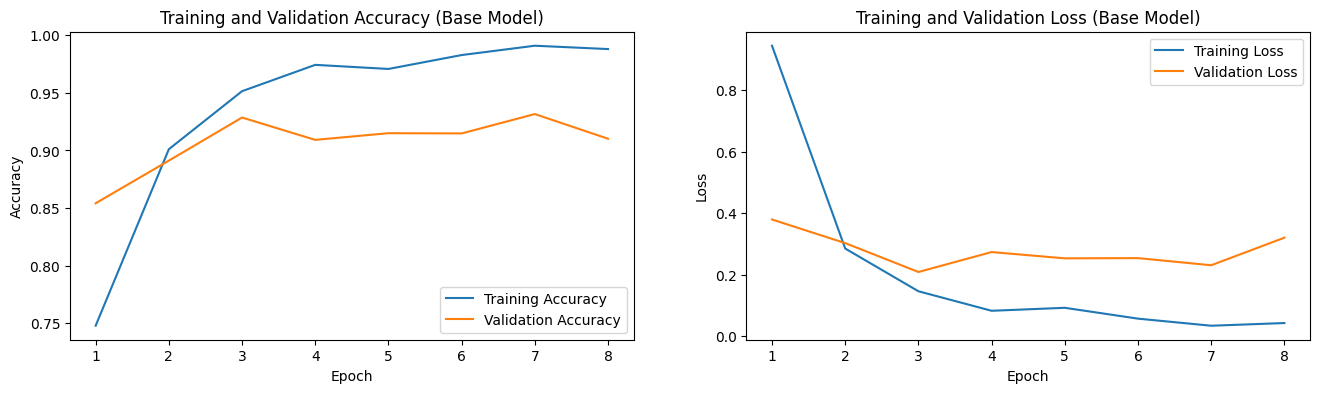 Training and Validation Accuracy (Base Model)
1.00
0.95
0.90
0.85
0.80
0.75
Accuracy
Training Accuracy
Validation Accuracy
1 2 3 4 5 6 7 8
Epoch
Training and Validation Loss (Base Model)
Training Loss
Validation Loss
0.8
0.6
0.4
0.2
0.0
Loss
1 2 3 4 5 6 7 8
Epoch